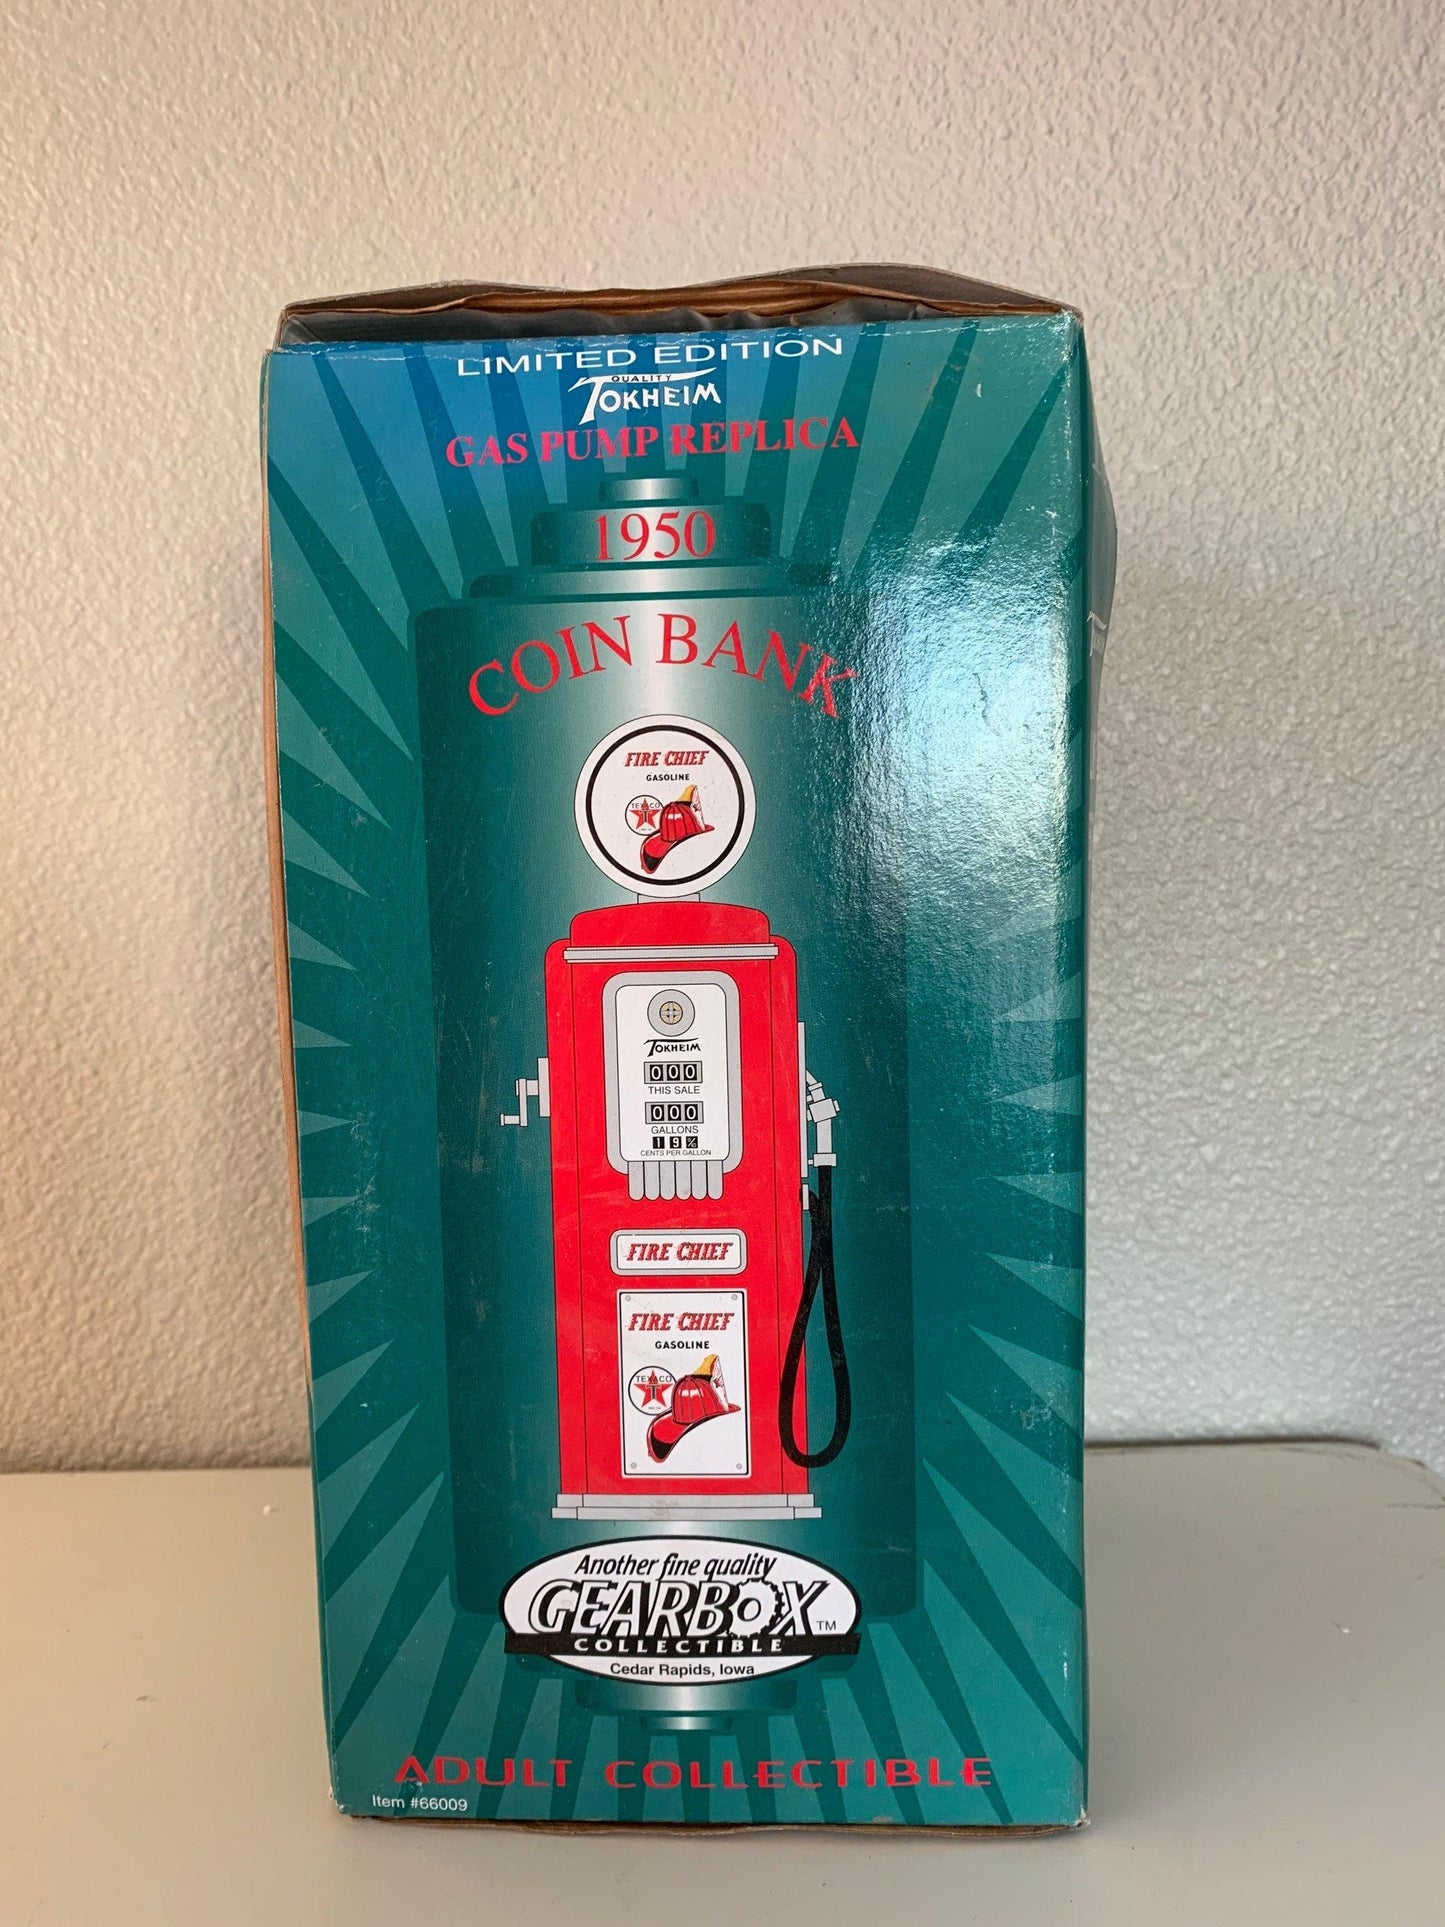 LIMITED EDITION
QUALITY
TOKHEIM
GAS PUMP REPLICA
1950
COIN BANK
FIRE CHIEF
GASOLINE
TEXACO
T
TOKHEIM
000
THIS SALE
000
GALLONS
19
CENTS PER GALLON
FIRE CHIEF
FIRE CHIEF
GASOLINE
TEXACO
T
Another fine quality
GEARBOX TM
COLLECTIBLE
Cedar Rapids, Iowa
ADULT COLLECTIBLE
Item #66009